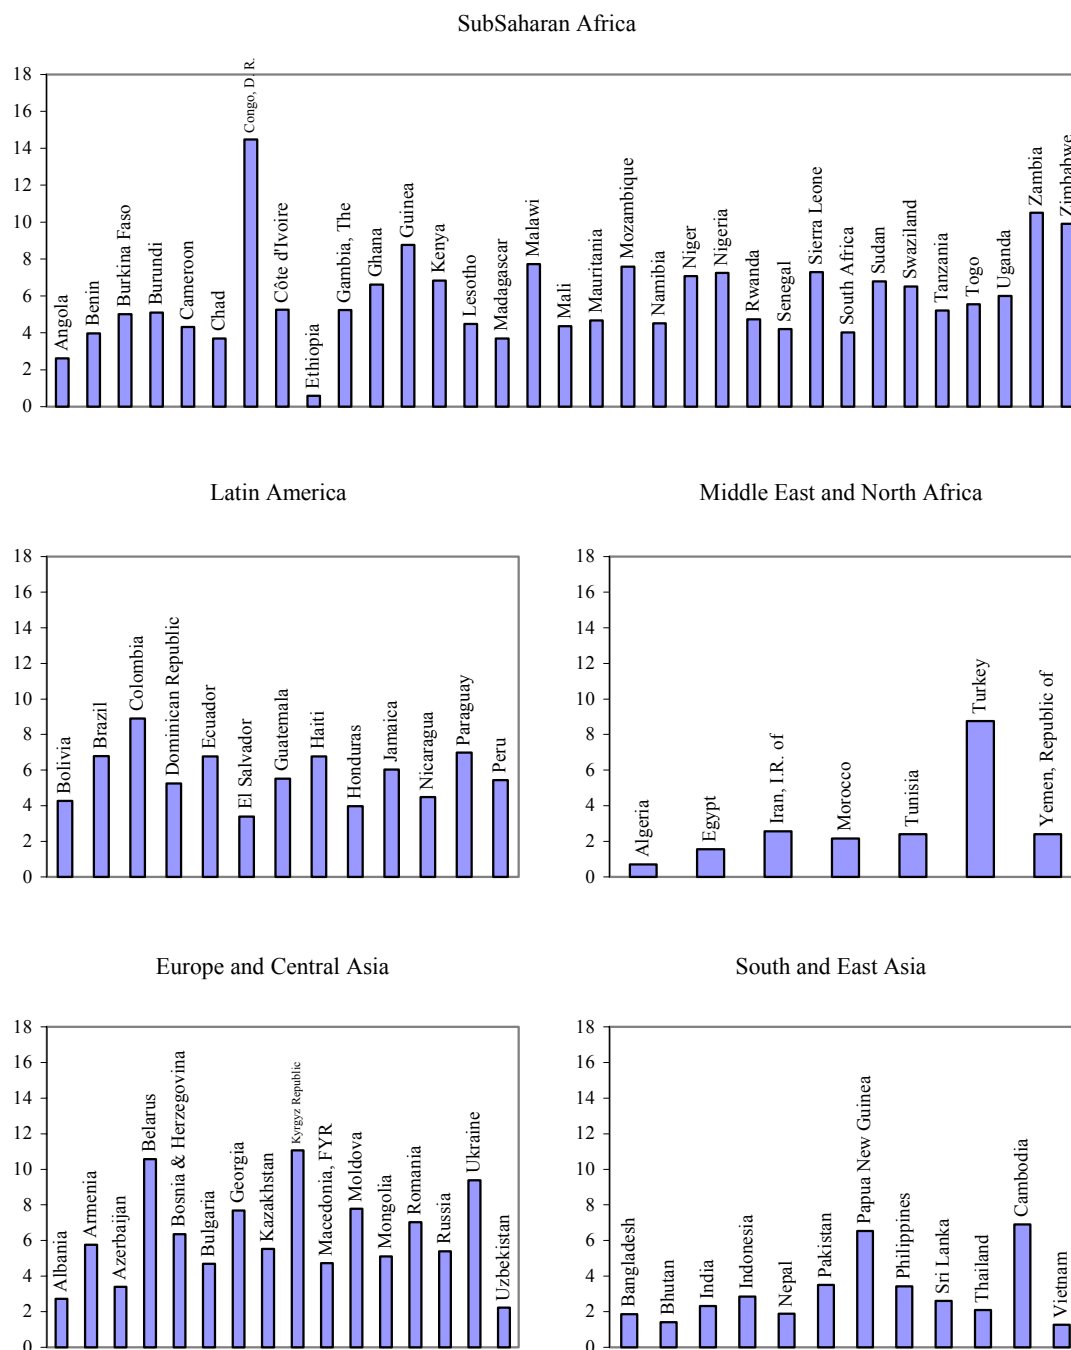 SubSaharan Africa
18
16
14
12
10
8
6
4
2
0
Angola
Benin
Burkina Faso
Burundi
Cameroon
Chad
Congo, D. R.
Côte d'Ivoire
Ethiopia
Gambia, The
Ghana
Guinea
Kenya
Lesotho
Madagascar
Malawi
Mali
Mauritania
Mozambique
Namibia
Niger
Nigeria
Rwanda
Senegal
Sierra Leone
South Africa
Sudan
Swaziland
Tanzania
Togo
Uganda
Zambia
Zimbabwe
Latin America
18
16
14
12
10
8
6
4
2
0
Bolivia
Brazil
Colombia
Dominican Republic
Ecuador
El Salvador
Guatemala
Haiti
Honduras
Jamaica
Nicaragua
Paraguay
Peru
Middle East and North Africa
18
16
14
12
10
8
6
4
2
0
Algeria
Egypt
Iran, I.R. of
Morocco
Tunisia
Turkey
Yemen, Republic of
Europe and Central Asia
18
16
14
12
10
8
6
4
2
0
Albania
Armenia
Azerbaijan
Belarus
Bosnia & Herzegovina
Bulgaria
Georgia
Kazakhstan
Kyrgyz Republic
Macedonia, FYR
Moldova
Mongolia
Romania
Russia
Ukraine
Uzbekistan
South and East Asia
18
16
14
12
10
8
6
4
2
0
Bangladesh
Bhutan
India
Indonesia
Nepal
Pakistan
Papua New Guinea
Philippines
Sri Lanka
Thailand
Cambodia
Vietnam